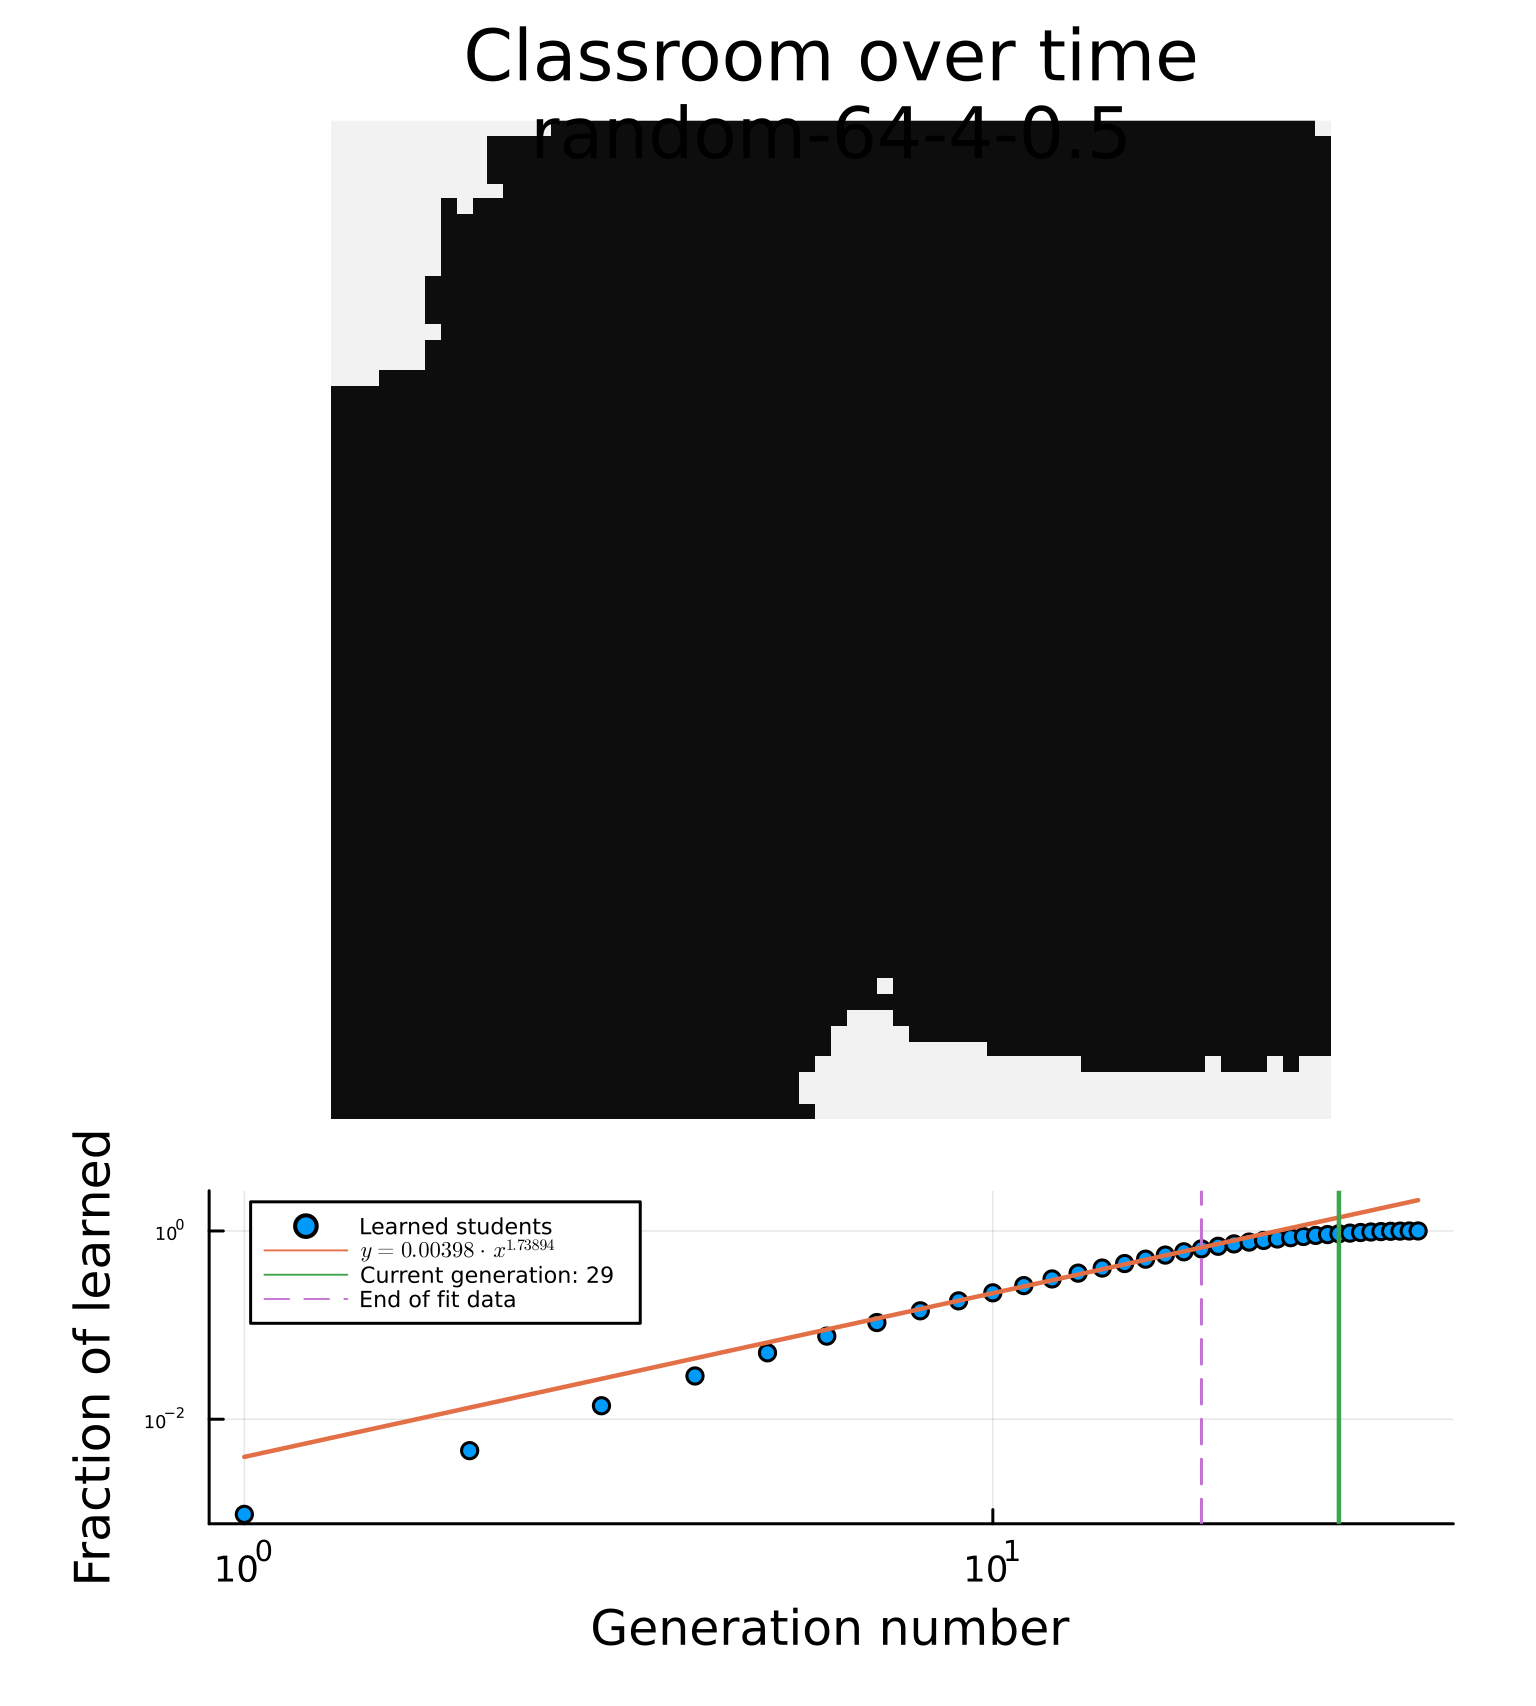 Classroom over time
random-64-4-0.5
Fraction of learned
10⁰
10⁻²
Learned students
y = 0.00398 · x^1.73894
Current generation: 29
End of fit data
10⁰
10¹
Generation number